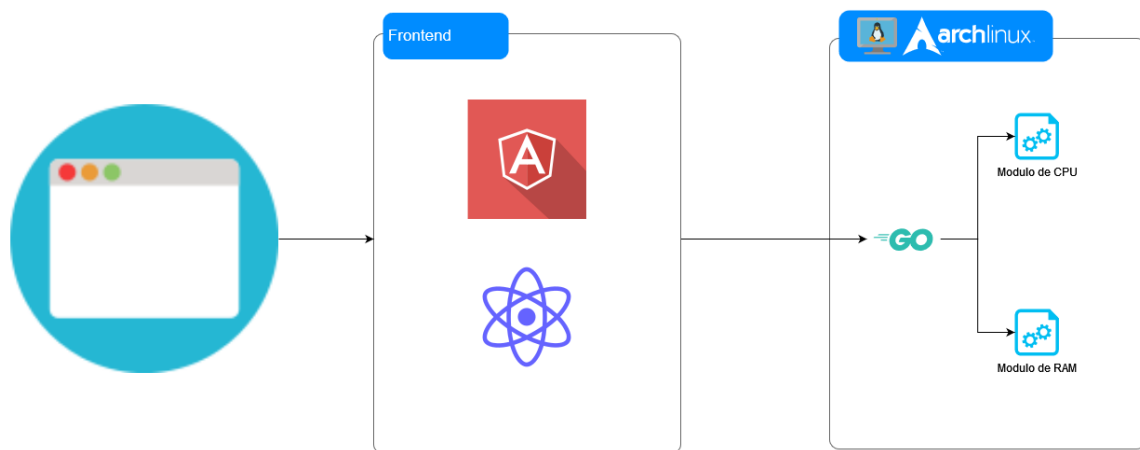 Frontend
archlinux
A
GO
Modulo de CPU
Modulo de RAM